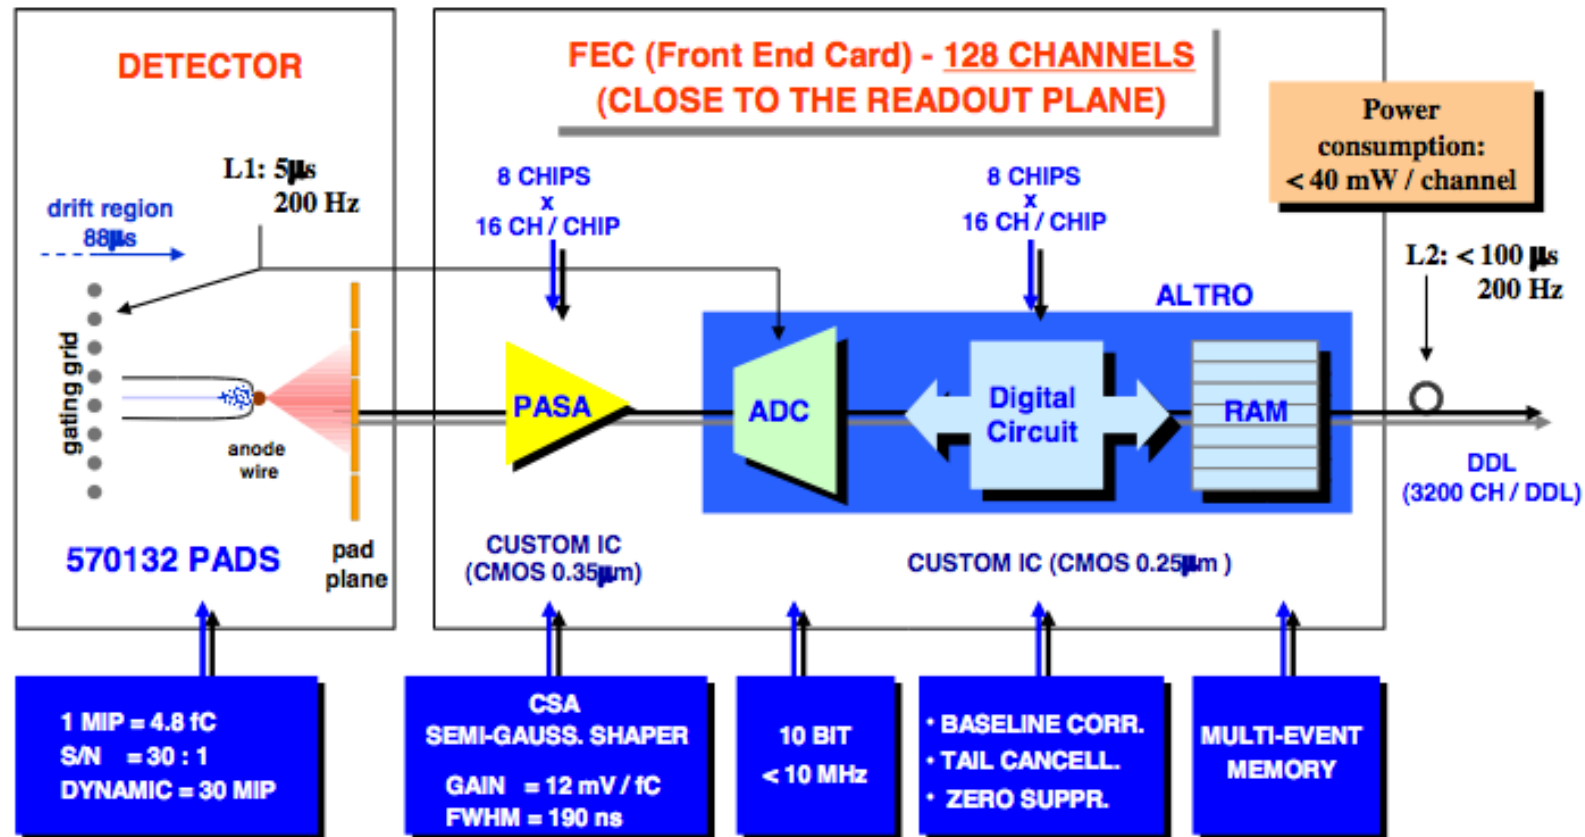 DETECTOR
L1: 5µs
200 Hz
drift region
88µs
gating grid
anode
wire
570132 PADS
pad
plane
FEC (Front End Card) - 128 CHANNELS
(CLOSE TO THE READOUT PLANE)
Power
consumption:
< 40 mW / channel
8 CHIPS
x
16 CH / CHIP
8 CHIPS
x
16 CH / CHIP
L2: < 100 µs
200 Hz
ALTRO
PASA
ADC
Digital
Circuit
RAM
DDL
(3200 CH / DDL)
CUSTOM IC
(CMOS 0.35µm)
CUSTOM IC (CMOS 0.25µm )
1 MIP = 4.8 fC
S/N = 30 : 1
DYNAMIC = 30 MIP
CSA
SEMI-GAUSS. SHAPER
GAIN = 12 mV / fC
FWHM = 190 ns
10 BIT
< 10 MHz
• BASELINE CORR.
• TAIL CANCELL.
• ZERO SUPPR.
MULTI-EVENT
MEMORY